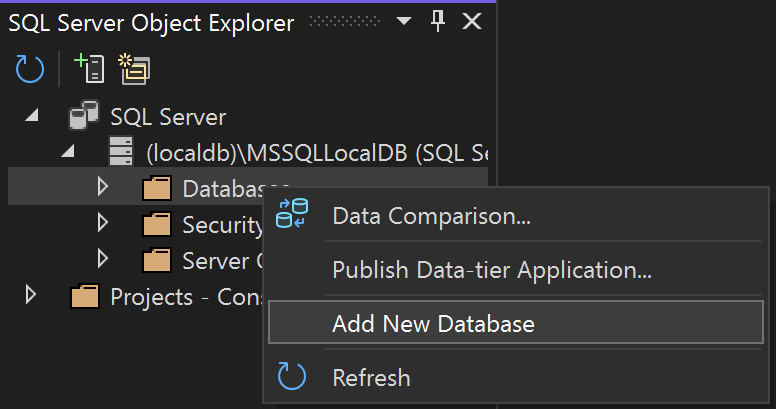 SQL Server Object Explorer
SQL Server
(localdb)\MSSQLLocalDB (SQL Se
Databases
Data Comparison...
Security
Publish Data-tier Application...
Server
Projects - Con
Add New Database
Refresh